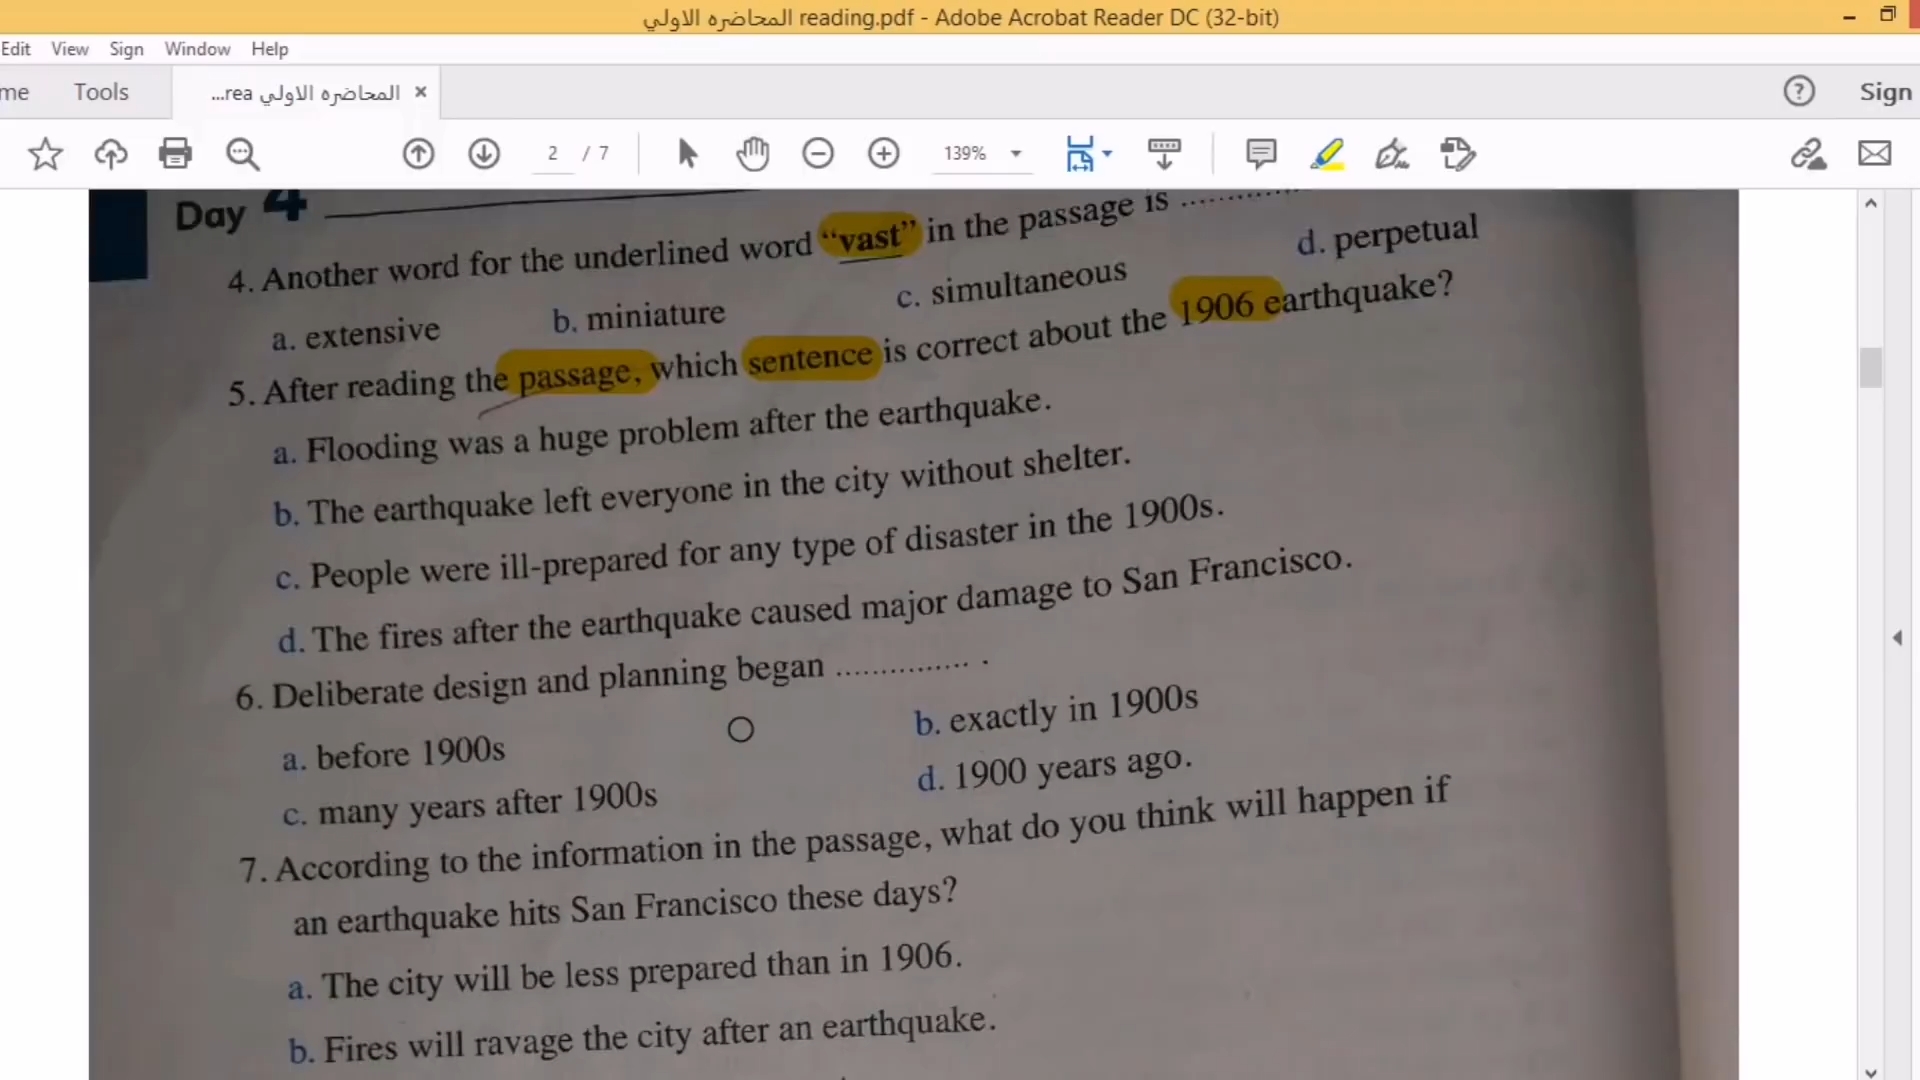 المحاضره الاولي reading.pdf - Adobe Acrobat Reader DC (32-bit)
Edit View Sign Window Help
me Tools المحاضره الاولي rea... × Sign
2 / 7 139%
Day 4
4. Another word for the underlined word "vast" in the passage is ............
a. extensive b. miniature c. simultaneous d. perpetual
5. After reading the passage, which sentence is correct about the 1906 earthquake?
a. Flooding was a huge problem after the earthquake.
b. The earthquake left everyone in the city without shelter.
c. People were ill-prepared for any type of disaster in the 1900s.
d. The fires after the earthquake caused major damage to San Francisco.
6. Deliberate design and planning began ............... .
a. before 1900s b. exactly in 1900s
c. many years after 1900s d. 1900 years ago.
7. According to the information in the passage, what do you think will happen if
an earthquake hits San Francisco these days?
a. The city will be less prepared than in 1906.
b. Fires will ravage the city after an earthquake.